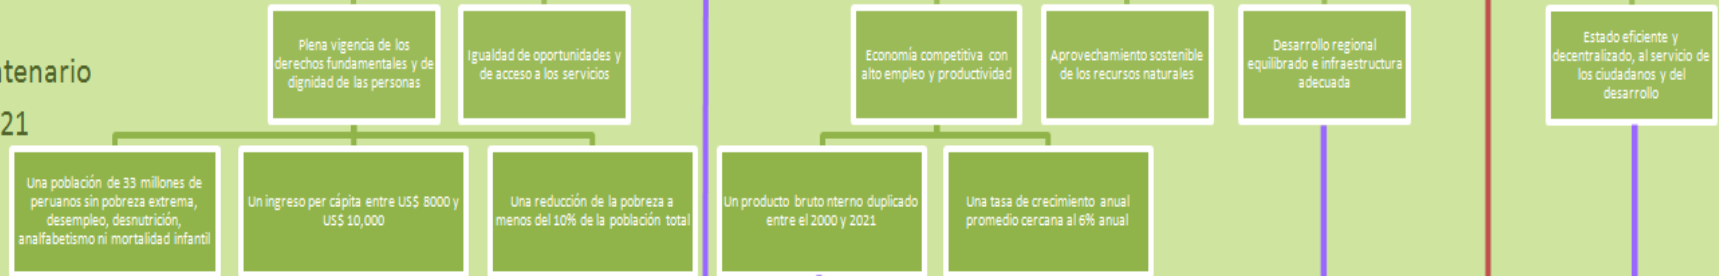 ntenario
21
Plena vigencia de los
derechos fundamentales y de
dignidad de las personas
Igualdad de oportunidades y
de acceso a los servicios
Economía competitiva con
alto empleo y productividad
Aprovechamiento sostenible
de los recursos naturales
Desarrollo regional
equilibrado e infraestructura
adecuada
Estado eficiente y
decentralizado, al servicio de
los ciudadanos y del
desarrollo
Una población de 33 millones de
peruanos sin pobreza extrema,
desempleo, desnutrición,
analfabetismo ni mortalidad infantil
Un ingreso per cápita entre US$ 8000 y
US$ 10,000
Una reducción de la pobreza a
menos del 10% de la población total
Un producto bruto nterno duplicado
entre el 2000 y 2021
Una tasa de crecimiento anual
promedio cercana al 6% anual